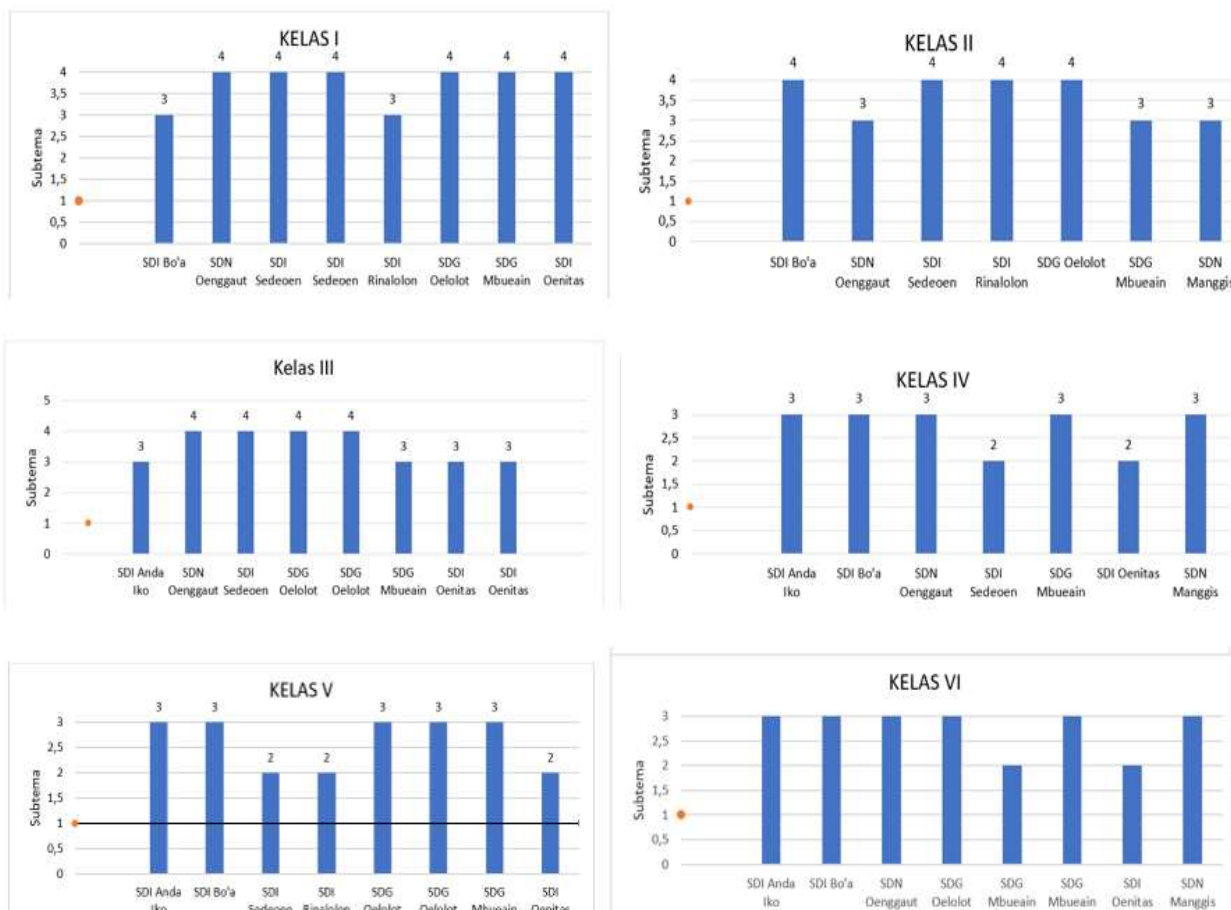 KELAS I
3
4
4
4
3
4
4
4
4
3,5
3
2,5
2
1,5
1
0,5
0
Subtema
SDI Bo'a
SDN Oenggaut
SDI Sedeoen
SDI Sedeoen
SDI Rinalolon
SDG Oelolot
SDG Mbueain
SDI Oenitas
KELAS II
4
3
4
4
4
3
3
4
3,5
3
2,5
2
1,5
1
0,5
0
Subtema
SDI Bo'a
SDN Oenggaut
SDI Sedeoen
SDI Rinalolon
SDG Oelolot
SDG Mbueain
SDN Manggis
Kelas III
3
4
4
4
4
3
3
3
5
4
3
2
1
0
Subtema
SDI Anda Iko
SDN Oenggaut
SDI Sedeoen
SDG Oelolot
SDG Oelolot
SDG Mbueain
SDI Oenitas
SDI Oenitas
KELAS IV
3
3
3
2
3
2
3
3
2,5
2
1,5
1
0,5
0
Subtema
SDI Anda Iko
SDI Bo'a
SDN Oenggaut
SDI Sedeoen
SDG Mbueain
SDI Oenitas
SDN Manggis
KELAS V
3
3
2
2
3
3
3
2
3
2,5
2
1,5
1
0,5
0
Subtema
SDI Anda Iko
SDI Bo'a
SDI Sedeoen
SDI Rinalolon
SDG Oelolot
SDG Oelolot
SDG Mbueain
SDI Oenitas
KELAS VI
3
2,5
2
1,5
1
0,5
0
Subtema
SDI Anda Iko
SDI Bo'a
SDN Oenggaut
SDG Oelolot
SDG Mbueain
SDG Mbueain
SDI Oenitas
SDN Manggis